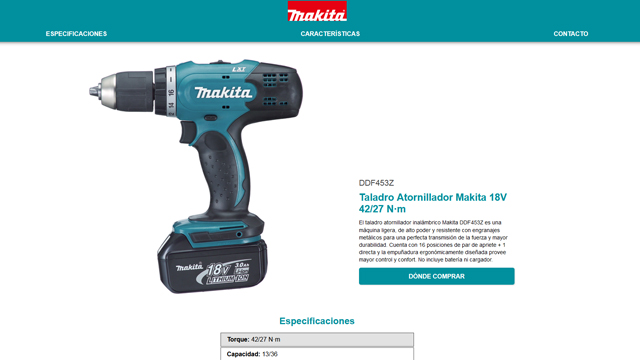 Makita
ESPECIFICACIONES
CARACTERÍSTICAS
CONTACTO
LXT
makita
2 14 16
makita
18V
3.0Ah
LITHIUM-ION
DDF453Z
Taladro Atornillador Makita 18V
42/27 N·m
El taladro atornillador inalámbrico Makita DDF453Z es una
máquina ligera, de alto poder y resistente con engranajes
metálicos para una perfecta transmisión de la fuerza y mayor
durabilidad. Cuenta con 16 posiciones de par de apriete + 1
directa y la empuñadura ergonómicamente diseñada provee
mayor control y confort. No incluye batería ni cargador.
DÓNDE COMPRAR
Especificaciones
Torque: 42/27 N·m
Capacidad: 13/36